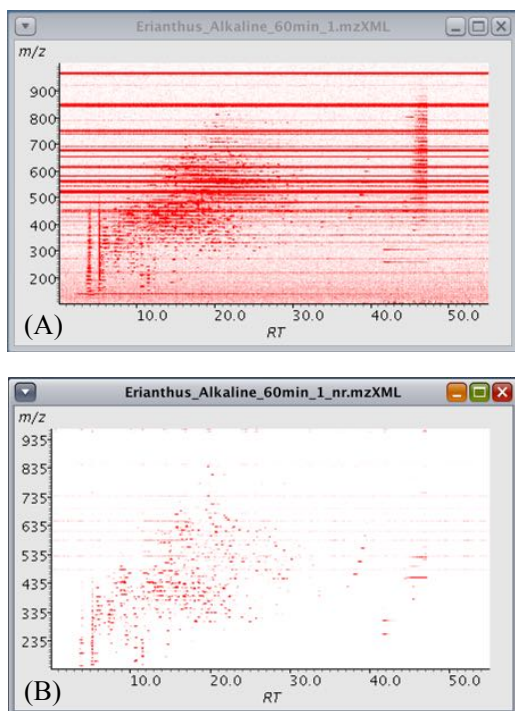 Erianthus_Alkaline_60min_1.mzXML
m/z
900
800
700
600
500
400
300
200
10.0 20.0 30.0 40.0 50.0
RT
(A)
Erianthus_Alkaline_60min_1_nr.mzXML
m/z
935
835
735
635
535
435
335
235
10.0 20.0 30.0 40.0 50.0
RT
(B)